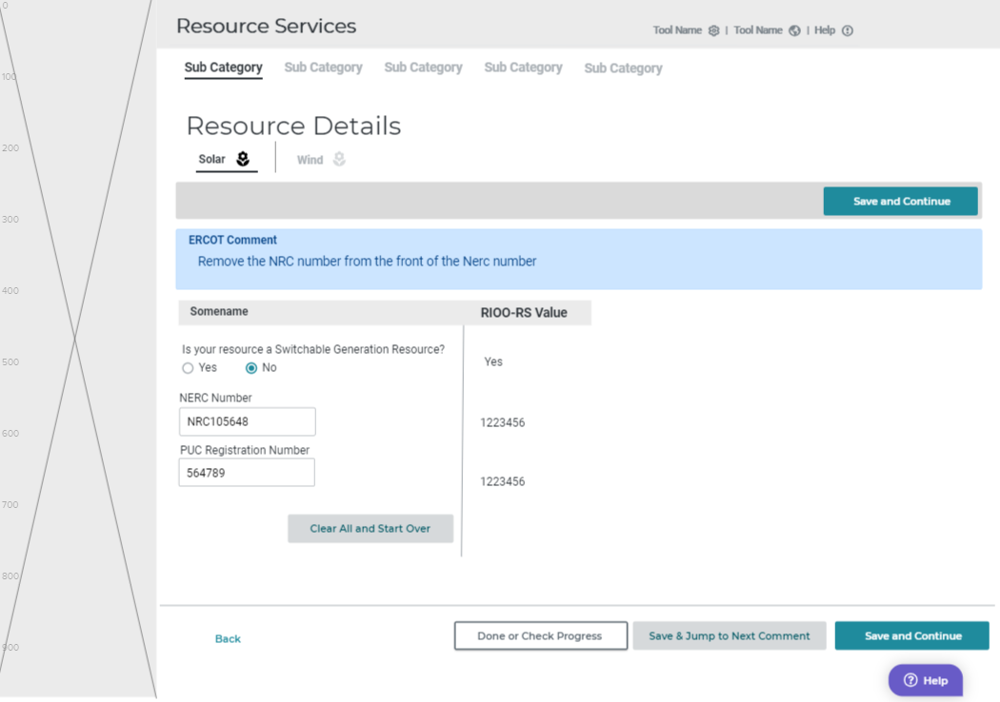 Resource Services
Tool Name | Tool Name | Help
Sub Category Sub Category Sub Category Sub Category Sub Category
Resource Details
Solar Wind
Save and Continue
ERCOT Comment
Remove the NRC number from the front of the Nerc number
Somename RIOO-RS Value
Is your resource a Switchable Generation Resource?
Yes No Yes
NERC Number
NRC105648 1223456
PUC Registration Number
564789 1223456
Clear All and Start Over
Back Done or Check Progress Save & Jump to Next Comment Save and Continue
Help
0
100
200
300
400
500
600
700
800
900